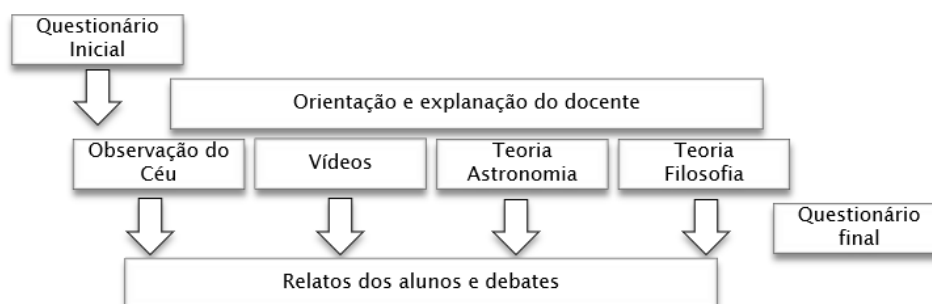 Questionário
Inicial
Orientação e explanação do docente
Observação do
Céu
Vídeos
Teoria
Astronomia
Teoria
Filosofia
Questionário
final
Relatos dos alunos e debates